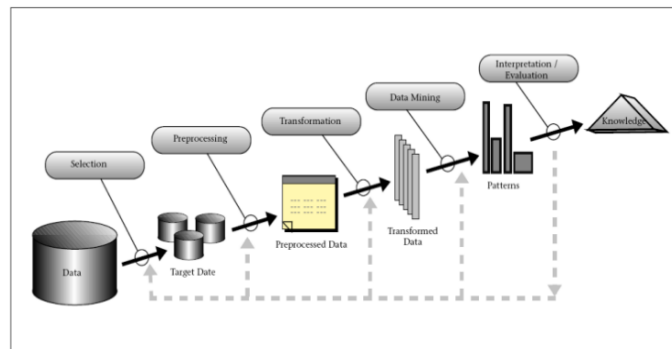 Interpretation /
Evaluation
Data Mining
Transformation
Preprocessing
Selection
Knowledge
Patterns
Transformed
Data
Preprocessed Data
Target Date
Data